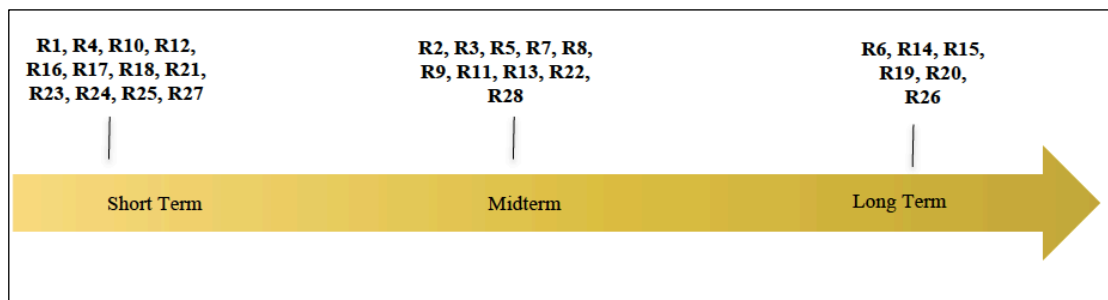 R1, R4, R10, R12,
R16, R17, R18, R21,
R23, R24, R25, R27
R2, R3, R5, R7, R8,
R9, R11, R13, R22,
R28
R6, R14, R15,
R19, R20,
R26
Short Term
Midterm
Long Term